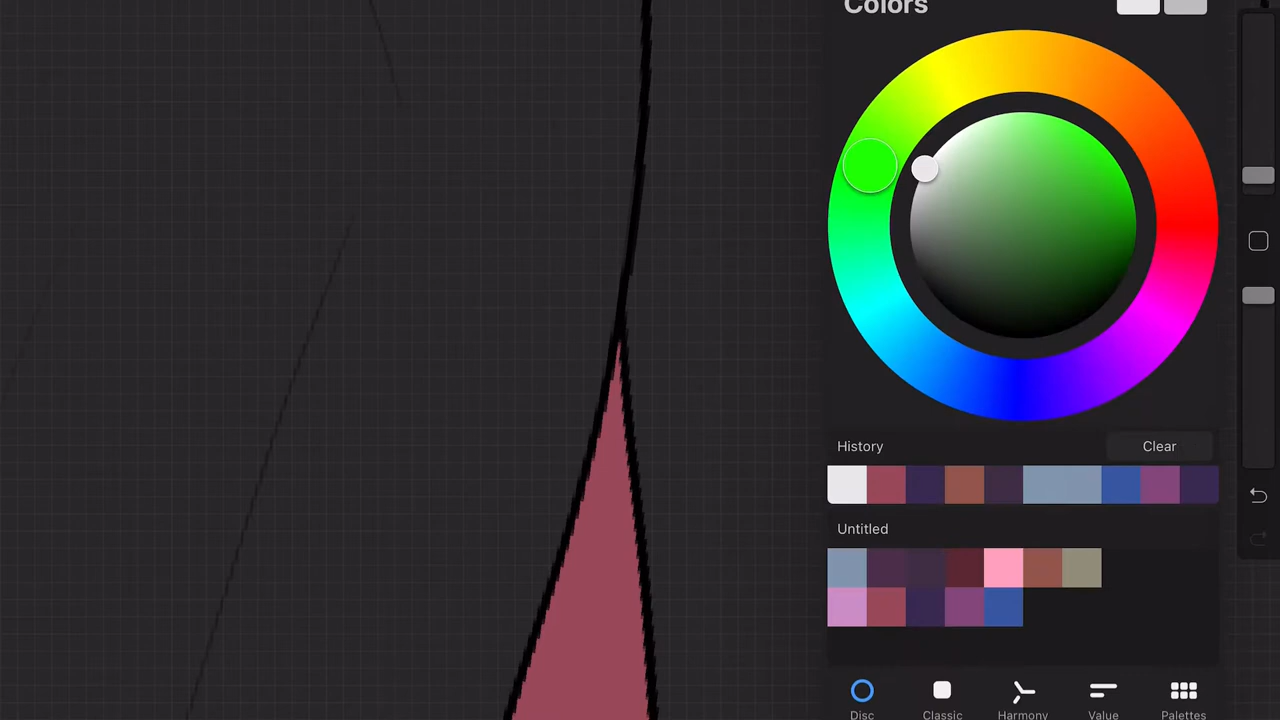 Colors
History
Clear
Untitled
Disc
Classic
Harmony
Value
Palettes